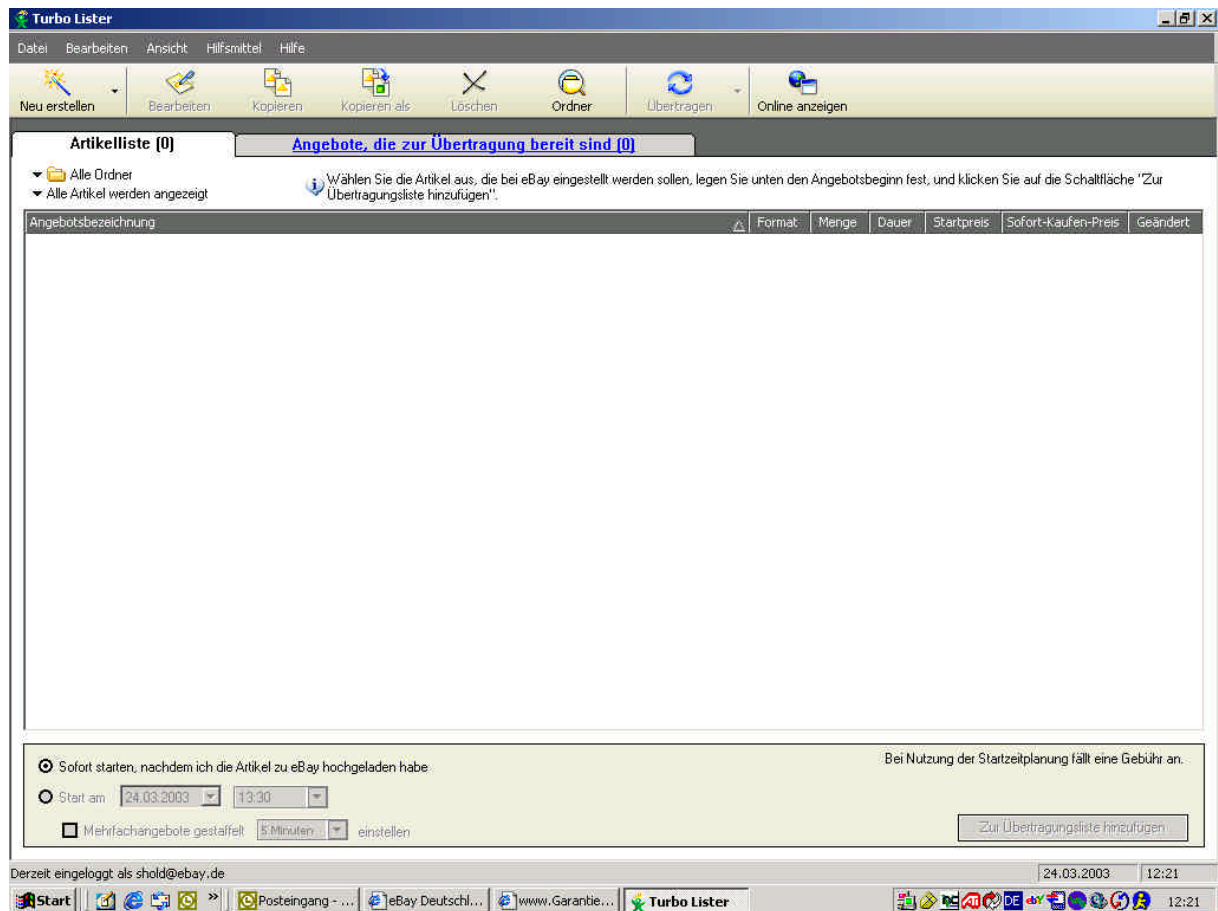 Turbo Lister
Datei Bearbeiten Ansicht Hilfsmittel Hilfe
Neu erstellen Bearbeiten Kopieren Kopieren als Löschen Ordner Übertragen Online anzeigen
Artikelliste (0) Angebote, die zur Übertragung bereit sind (0)
Alle Ordner
Alle Artikel werden angezeigt
Wählen Sie die Artikel aus, die bei eBay eingestellt werden sollen, legen Sie unten den Angebotsbeginn fest, und klicken Sie auf die Schaltfläche "Zur
Übertragungsliste hinzufügen".
Angebotsbezeichnung Format Menge Dauer Startpreis Sofort-Kaufen-Preis Geändert
Sofort starten, nachdem ich die Artikel zu eBay hochgeladen habe
Bei Nutzung der Startzeitplanung fällt eine Gebühr an.
Start am 24.03.2003 13:30
Mehrfachangebote gestaffelt 5 Minuten einstellen
Zur Übertragungsliste hinzufügen
Derzeit eingeloggt als shold@ebay.de 24.03.2003 12:21
Start » Posteingang - ... eBay Deutschl... www.Garantie... Turbo Lister DE 12:21